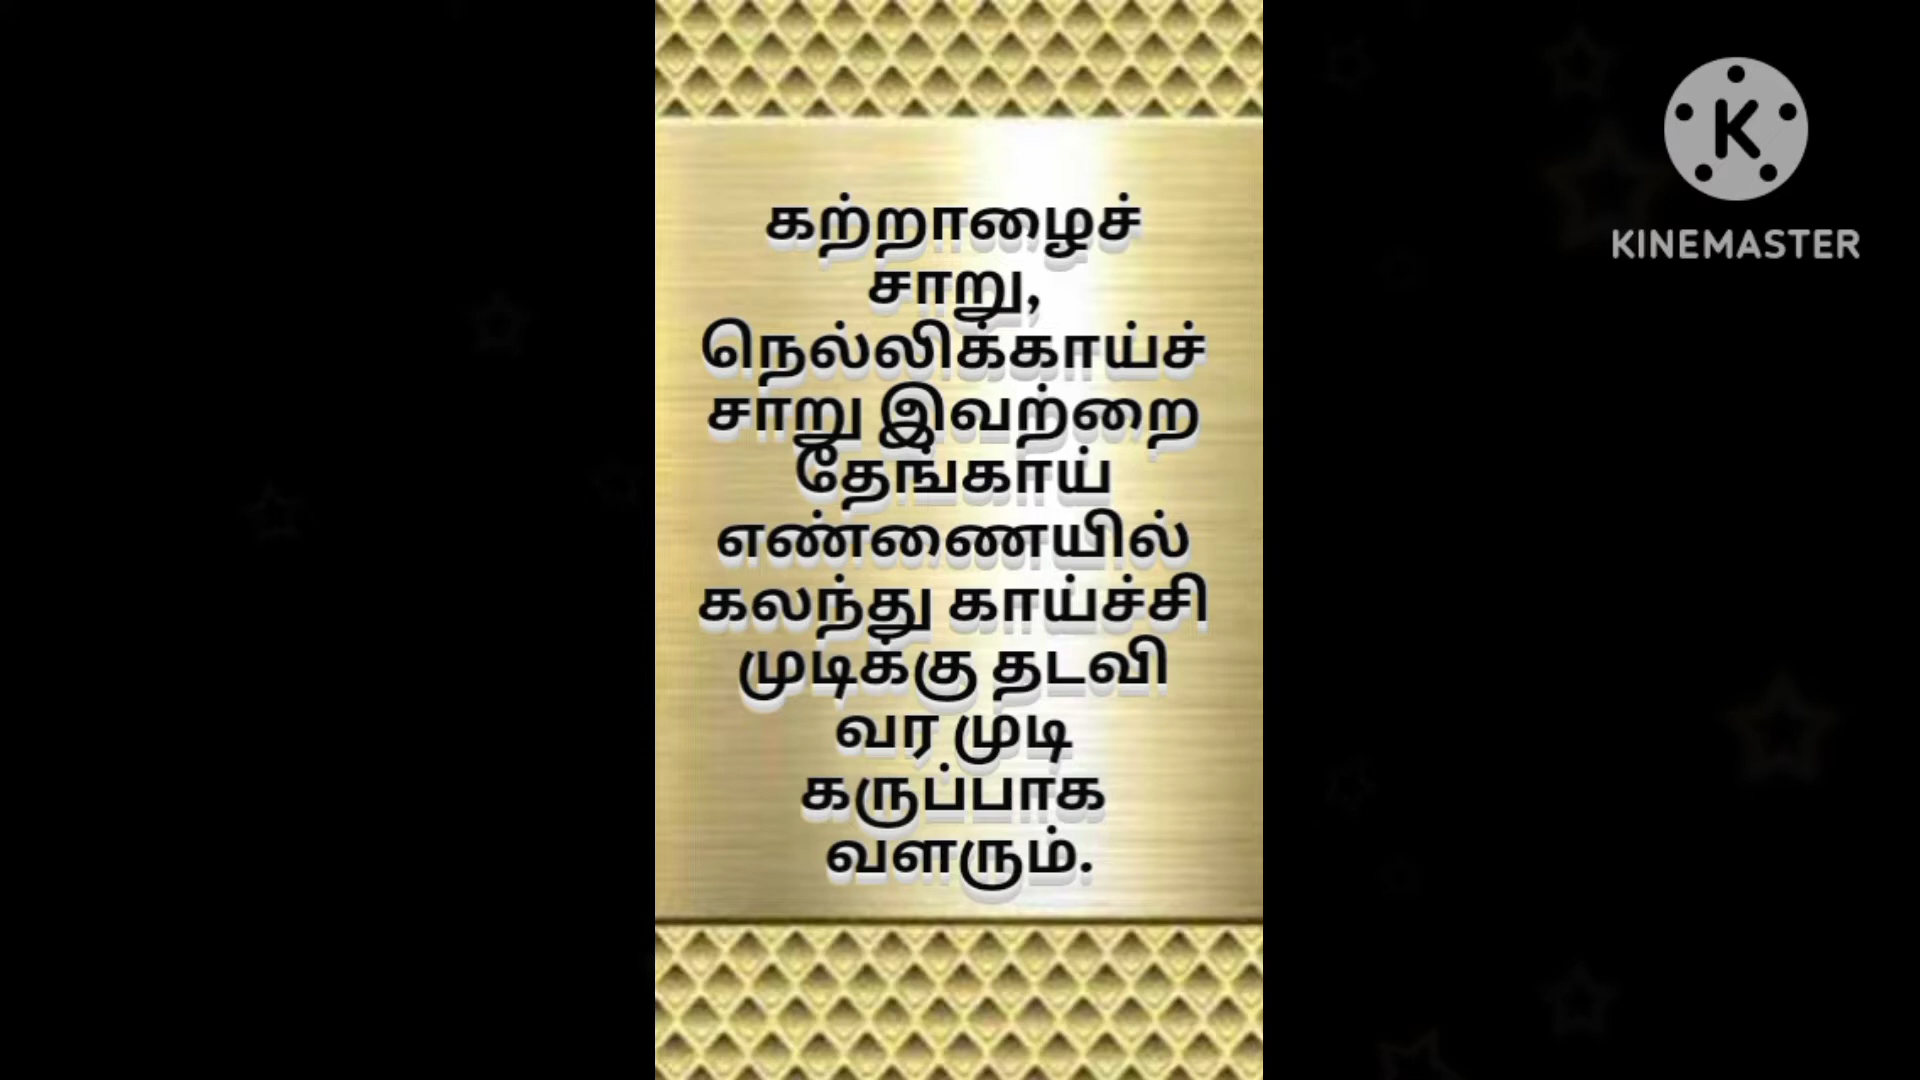 கற்றாழைச்
சாறு,
நெல்லிக்காய்ச்
சாறு இவற்றை
தேங்காய்
எண்ணையில்
கலந்து காய்ச்சி
முடிக்கு தடவி
வர முடி
கருப்பாக
வளரும்.
K
KINEMASTER